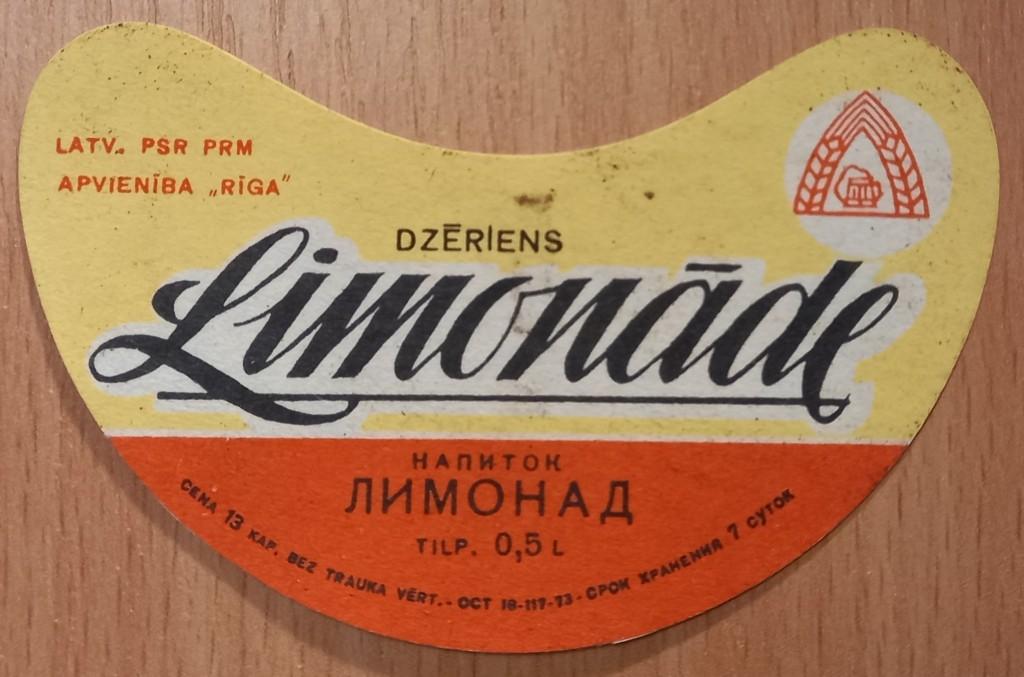 LATV. PSR PRM
APVIENĪBA „RĪGA"
DZĒRIENS
Limonāde
НАПИТОК
ЛИМОНАД
TILP. 0,5 L
CENA 13 KAP. BEZ TRAUKA VĒRT.-ОСТ 18-117-73-СРОК ХРАНЕНИЯ 7 СУТОК